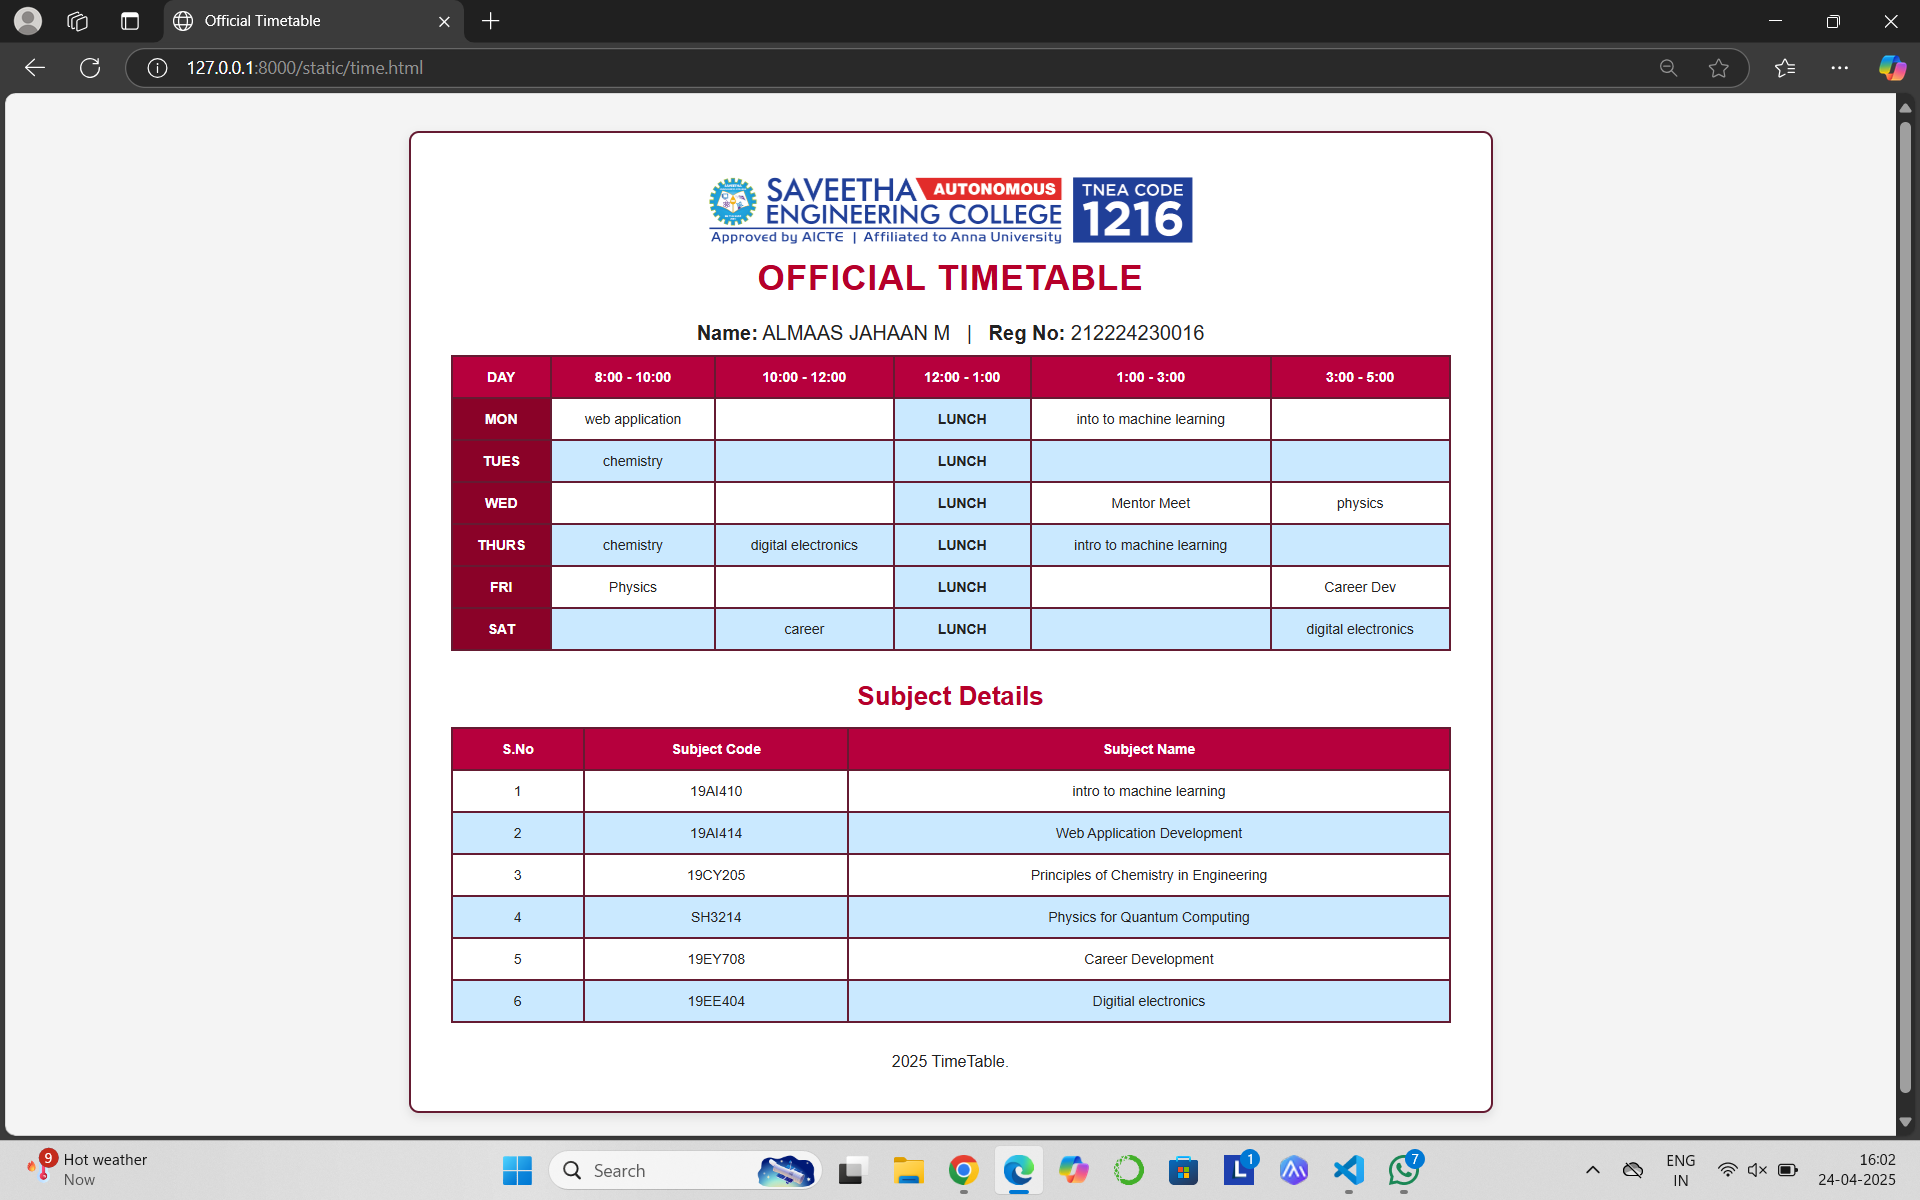 Official Timetable
127.0.0.1:8000/static/time.html
SAVEETHA AUTONOMOUS
ENGINEERING COLLEGE
Approved by AICTE | Affiliated to Anna University
TNEA CODE
1216
OFFICIAL TIMETABLE
Name: ALMAAS JAHAAN M | Reg No: 212224230016
DAY 8:00 - 10:00 10:00 - 12:00 12:00 - 1:00 1:00 - 3:00 3:00 - 5:00
MON web application LUNCH into to machine learning
TUES chemistry LUNCH
WED LUNCH Mentor Meet physics
THURS chemistry digital electronics LUNCH intro to machine learning
FRI Physics LUNCH Career Dev
SAT career LUNCH digital electronics
Subject Details
S.No Subject Code Subject Name
1 19AI410 intro to machine learning
2 19AI414 Web Application Development
3 19CY205 Principles of Chemistry in Engineering
4 SH3214 Physics for Quantum Computing
5 19EY708 Career Development
6 19EE404 Digitial electronics
2025 TimeTable.
9 Hot weather
Now
Search
L 1
7
ENG
IN
16:02
24-04-2025